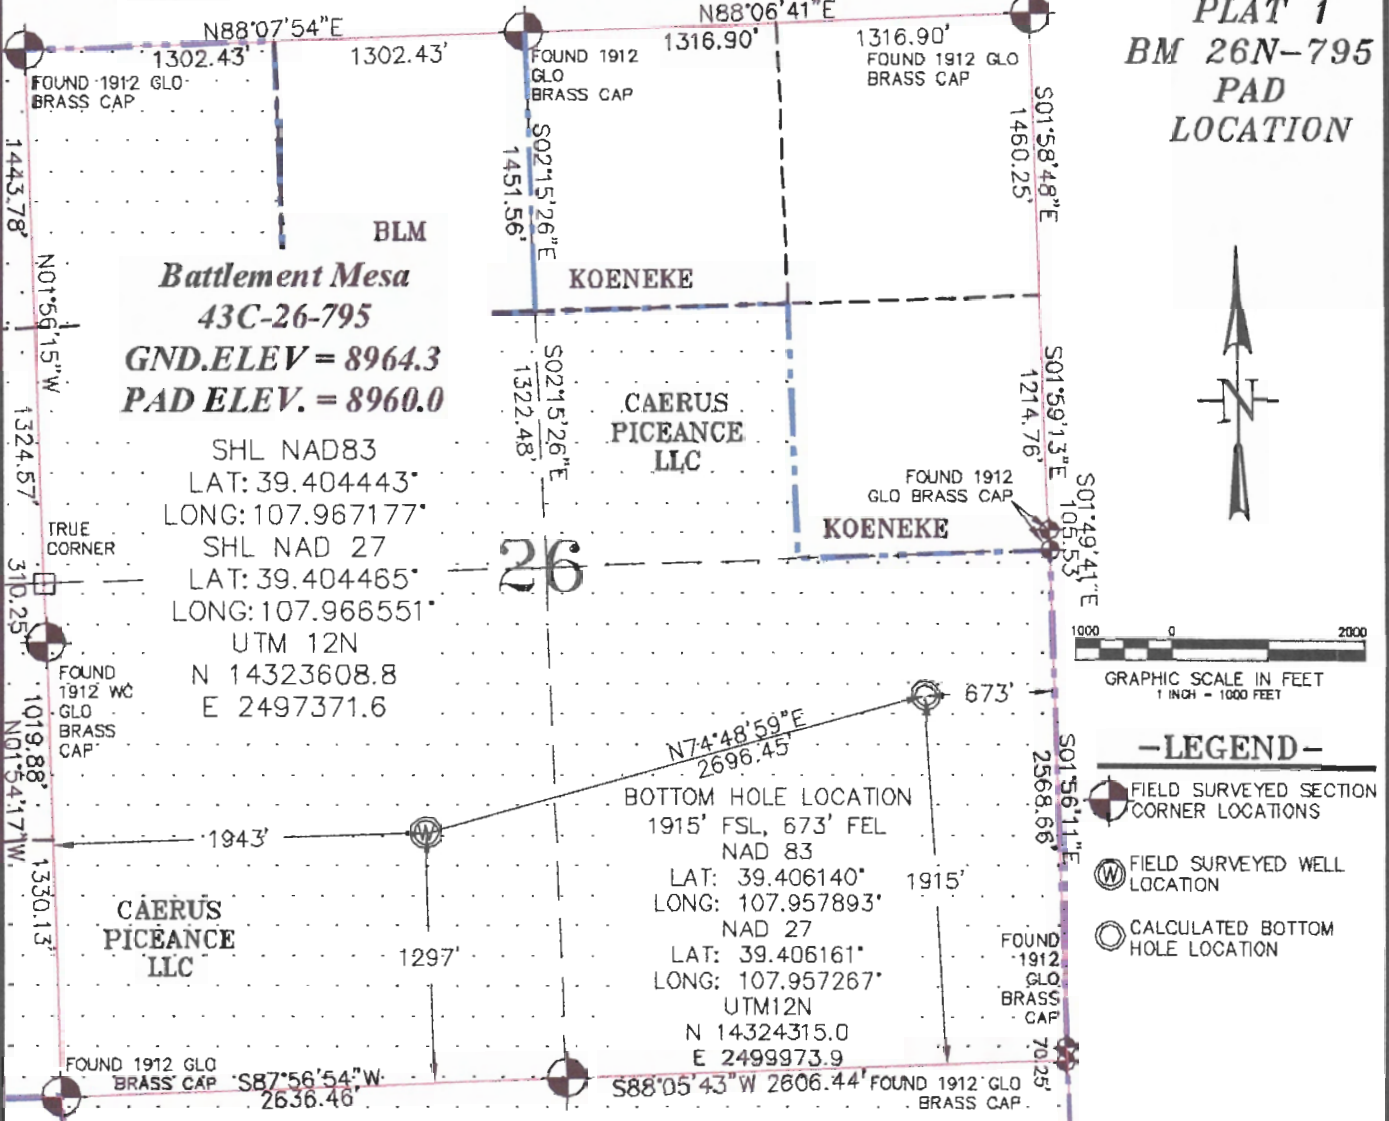 N88°07'54"E
1302.43'
1302.43'
N88°06'41"E
1316.90'
1316.90'
PLAT 1
BM 26N-795
PAD
LOCATION
FOUND 1912 GLO
BRASS CAP
FOUND 1912
GLO
BRASS CAP
FOUND 1912 GLO
BRASS CAP
1443.78'
N01°56'15"W
1324.57'
S02°15'26"E
1451.56'
S01°58'48"E
1460.25'
BLM
Battlement Mesa
43C-26-795
GND.ELEV = 8964.3
PAD ELEV. = 8960.0
SHL NAD83
LAT: 39.404443°
LONG: 107.967177°
SHL NAD 27
LAT: 39.404465°
LONG: 107.966551°
UTM 12N
N 14323608.8
E 2497371.6
KOENEKE
S02°15'26"E
1322.48'
CAERUS
PICEANCE
LLC
S01°59'13"E
1214.76'
FOUND 1912
GLO BRASS CAP
S01°49'41"E
105.53'
KOENEKE
26
N
TRUE
CORNER
310.25'
FOUND
1912 WC
GLO
BRASS
CAP
1019.88'
N01°54'17"W
1330.13'
1000 0 2000
GRAPHIC SCALE IN FEET
1 INCH = 1000 FEET
-LEGEND-
FIELD SURVEYED SECTION
CORNER LOCATIONS
W
FIELD SURVEYED WELL
LOCATION
CALCULATED BOTTOM
HOLE LOCATION
673'
N74°48'59"E
2696.45'
S01°56'11"E
2568.66'
BOTTOM HOLE LOCATION
1915' FSL, 673' FEL
NAD 83
LAT: 39.406140°
LONG: 107.957893°
NAD 27
LAT: 39.406161°
LONG: 107.957267°
UTM12N
N 14324315.0
E 2499973.9
1915'
1943'
W
1297'
CAERUS
PICEANCE
LLC
FOUND
1912
GLO
BRASS
CAP
70.25'
FOUND 1912 GLO
BRASS CAP
S87°56'54"W
2636.46'
S88°05'43"W 2606.44'
FOUND 1912 GLO
BRASS CAP